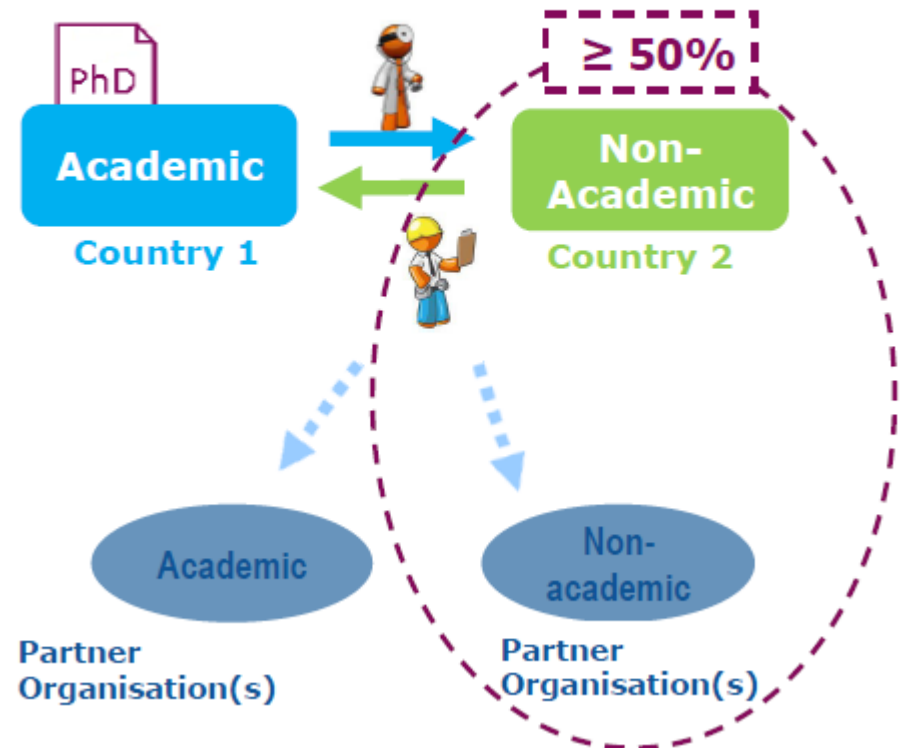 PhD
≥ 50%
Academic
Non-
Academic
Country 1
Country 2
Academic
Non-
academic
Partner
Organisation(s)
Partner
Organisation(s)